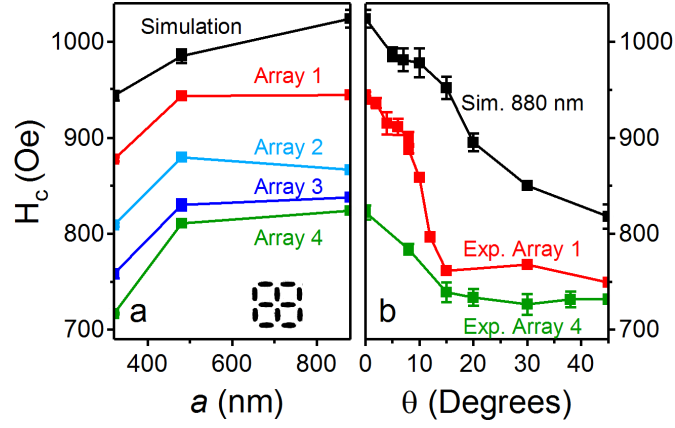 Simulation
Array 1
Array 2
Array 3
Array 4
a
1000
900
800
700
Hc (Oe)
400
600
800
a (nm)
Sim. 880 nm
Exp. Array 1
Exp. Array 4
b
1000
900
800
700
0
10
20
30
40
θ (Degrees)